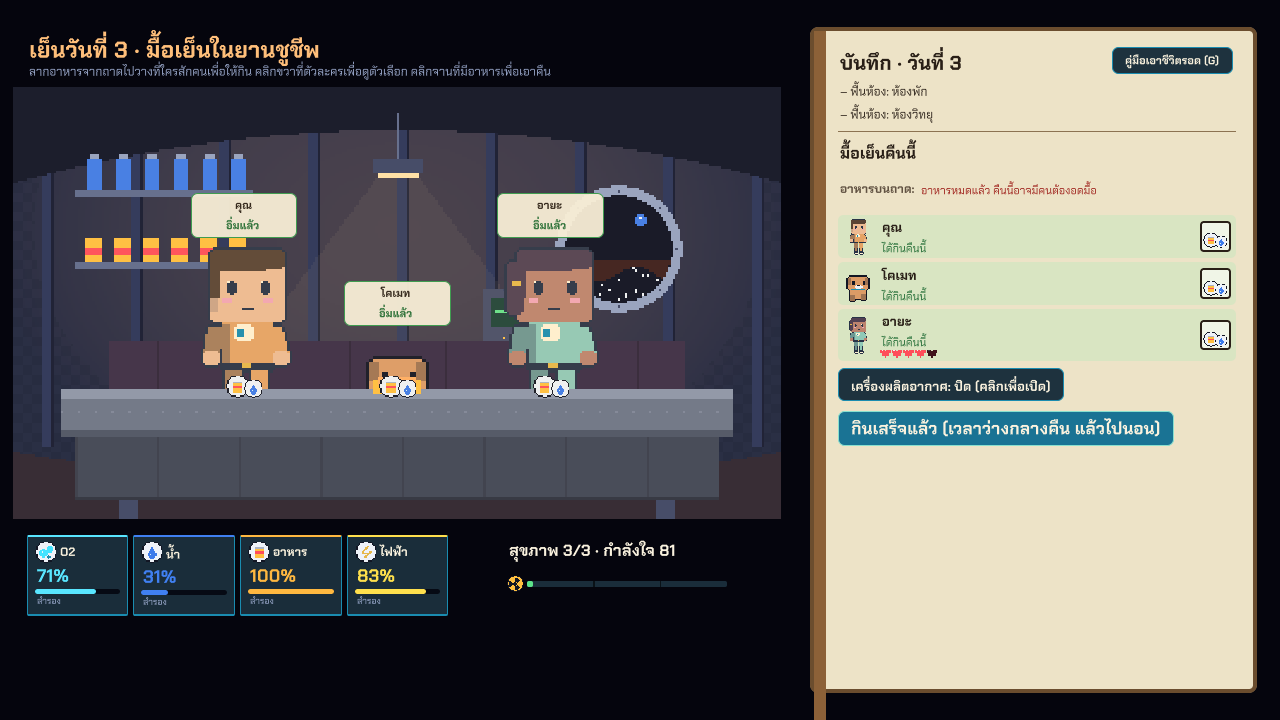 เย็นวันที่ 3 · มื้อเย็นในยานชูชีพ
ลากอาหารจากถาดไปวางที่ใครสักคนเพื่อให้กิน คลิกขวาที่ตัวละครเพื่อดูตัวเลือก คลิกจานที่มีอาหารเพื่อเอาคืน
คุณ
อิ่มแล้ว
อายะ
อิ่มแล้ว
โคเมท
อิ่มแล้ว
O2
71%
สำรอง
น้ำ
31%
สำรอง
อาหาร
100%
สำรอง
ไฟฟ้า
83%
สำรอง
สุขภาพ 3/3 · กำลังใจ 81
บันทึก · วันที่ 3
คู่มือเอาชีวิตรอด (G)
– พื้นห้อง: ห้องพัก
– พื้นห้อง: ห้องวิทยุ
มื้อเย็นคืนนี้
อาหารบนถาด: อาหารหมดแล้ว คืนนี้อาจมีคนต้องอดมื้อ
คุณ
ได้กินคืนนี้
โคเมท
ได้กินคืนนี้
อายะ
ได้กินคืนนี้
เครื่องผลิตอากาศ: ปิด (คลิกเพื่อเปิด)
กินเสร็จแล้ว (เวลาว่างกลางคืน แล้วไปนอน)